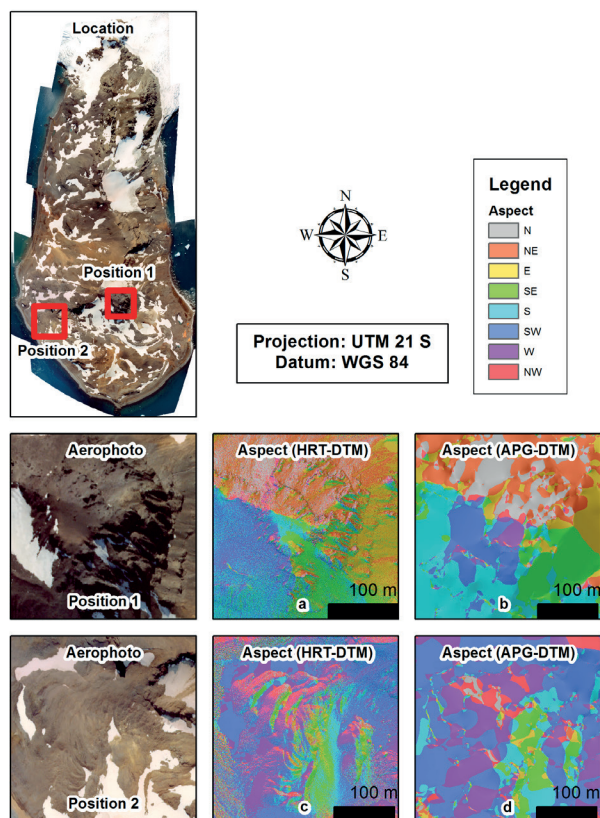 Location
Position 1
Position 2
N
W E
S
Projection: UTM 21 S
Datum: WGS 84
Legend
Aspect
N
NE
E
SE
S
SW
W
NW
Aerophoto
Position 1
Aspect (HRT-DTM)
100 m
a
Aspect (APG-DTM)
100 m
b
Aerophoto
Position 2
Aspect (HRT-DTM)
100 m
c
Aspect (APG-DTM)
100 m
d